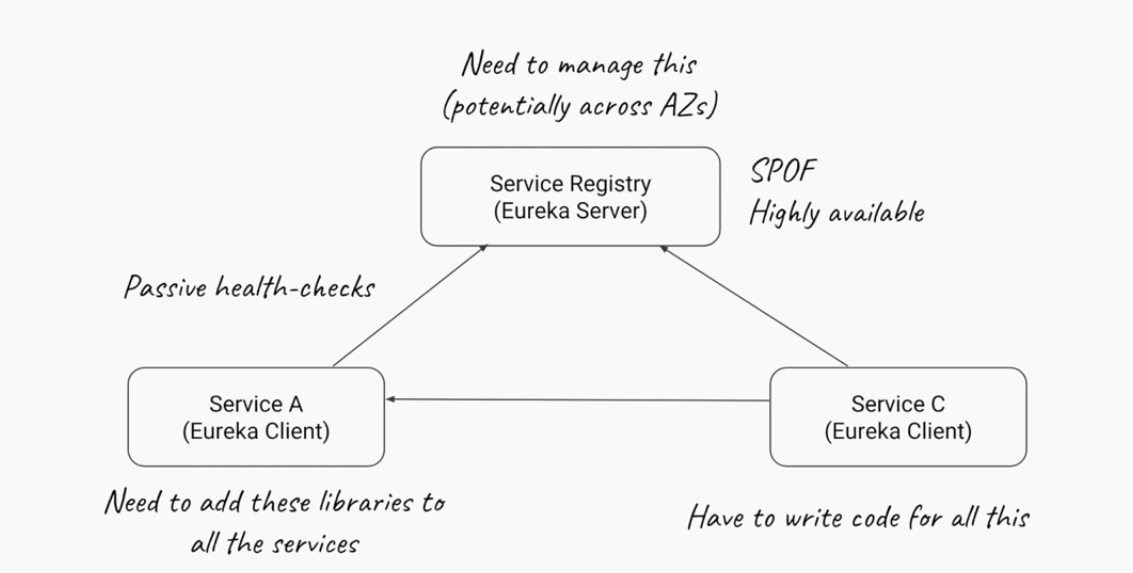 Need to manage this
(potentially across AZs)
Service Registry
(Eureka Server)
SPOF
Highly available
Passive health-checks
Service A
(Eureka Client)
Service C
(Eureka Client)
Need to add these libraries to
all the services
Have to write code for all this